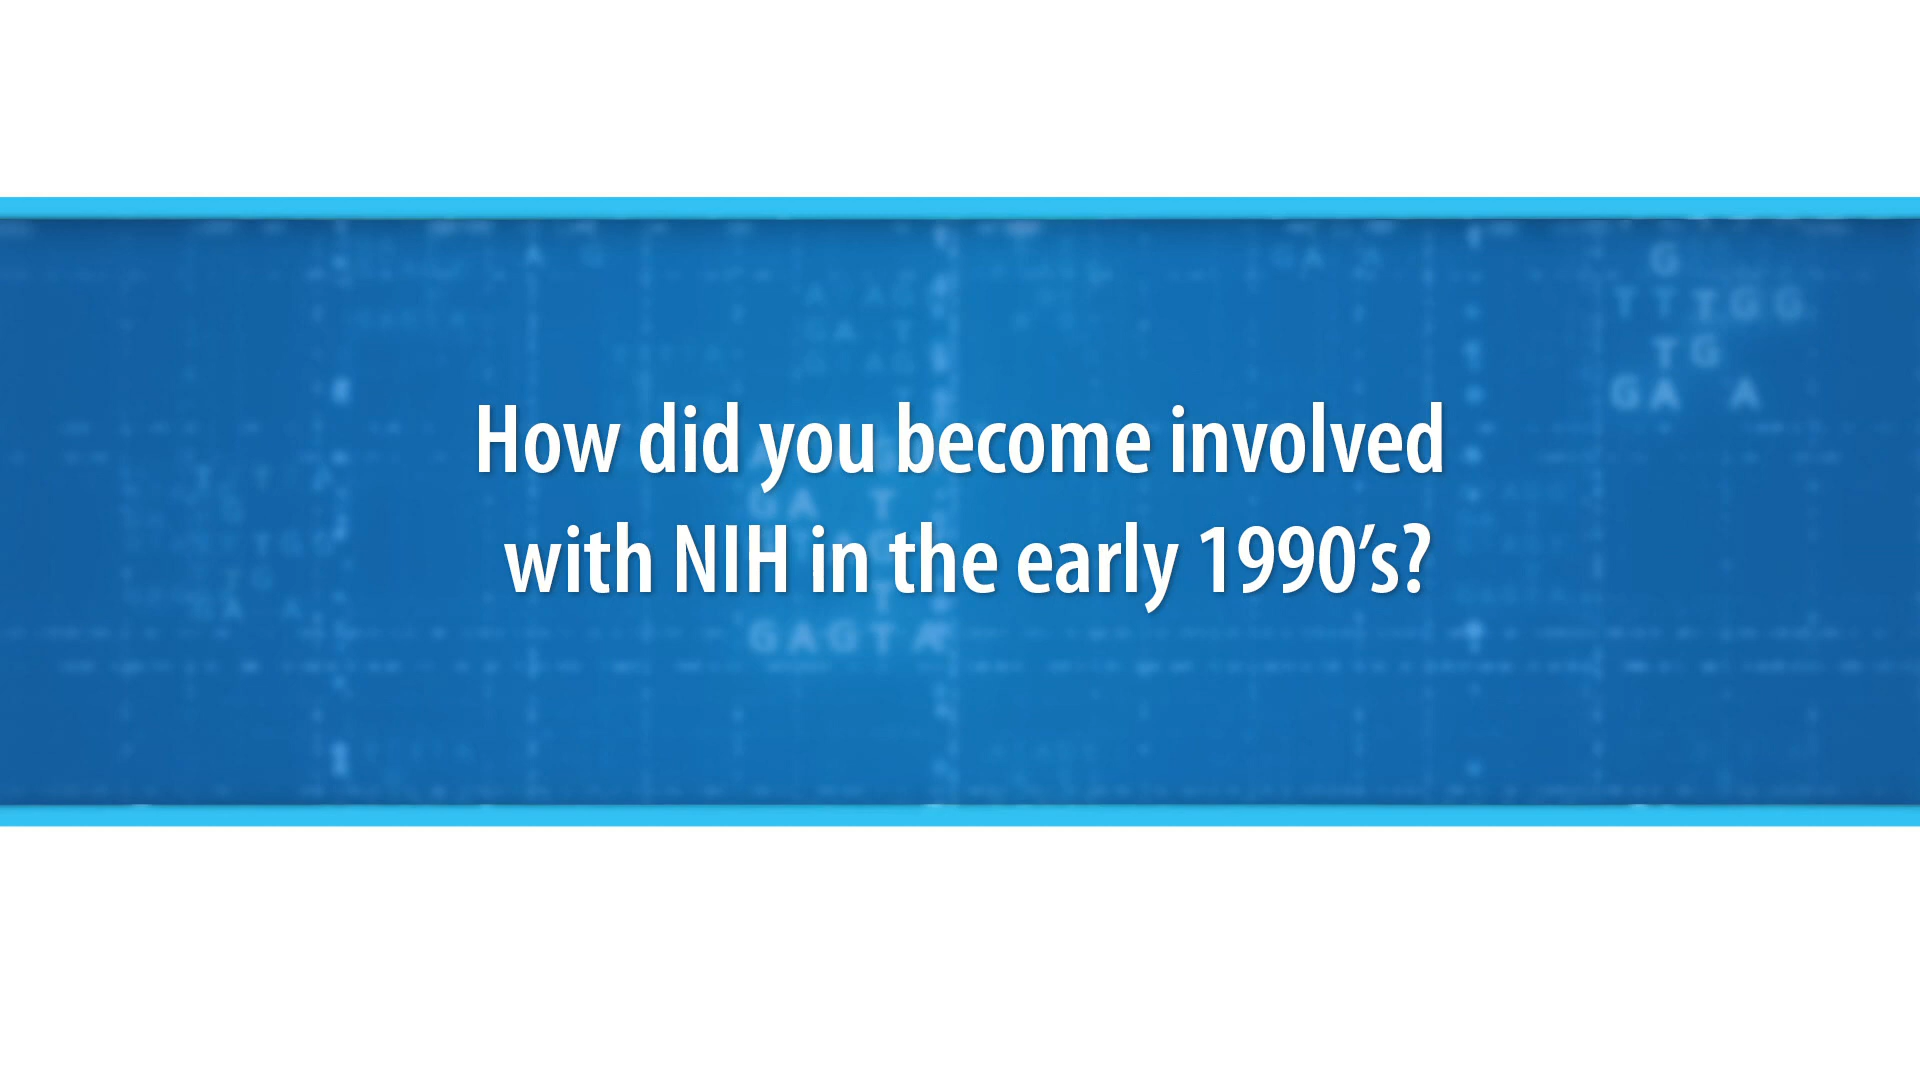 How did you become involved
with NIH in the early 1990’s?
G
T T T G G
T G
G A A
G A T
G A G T A